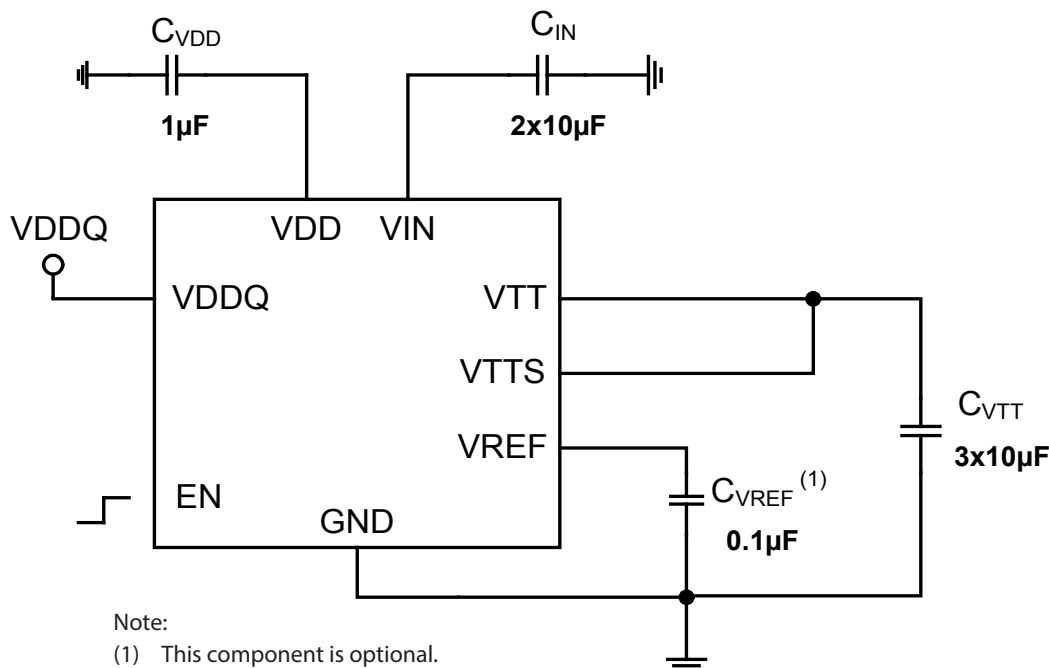 CVDD
1µF
CIN
2x10µF
VDDQ
VDD
VIN
VDDQ
VTT
VTTS
VREF
EN
GND
CVTT
3x10µF
CVREF (1)
0.1µF
Note:
(1) This component is optional.